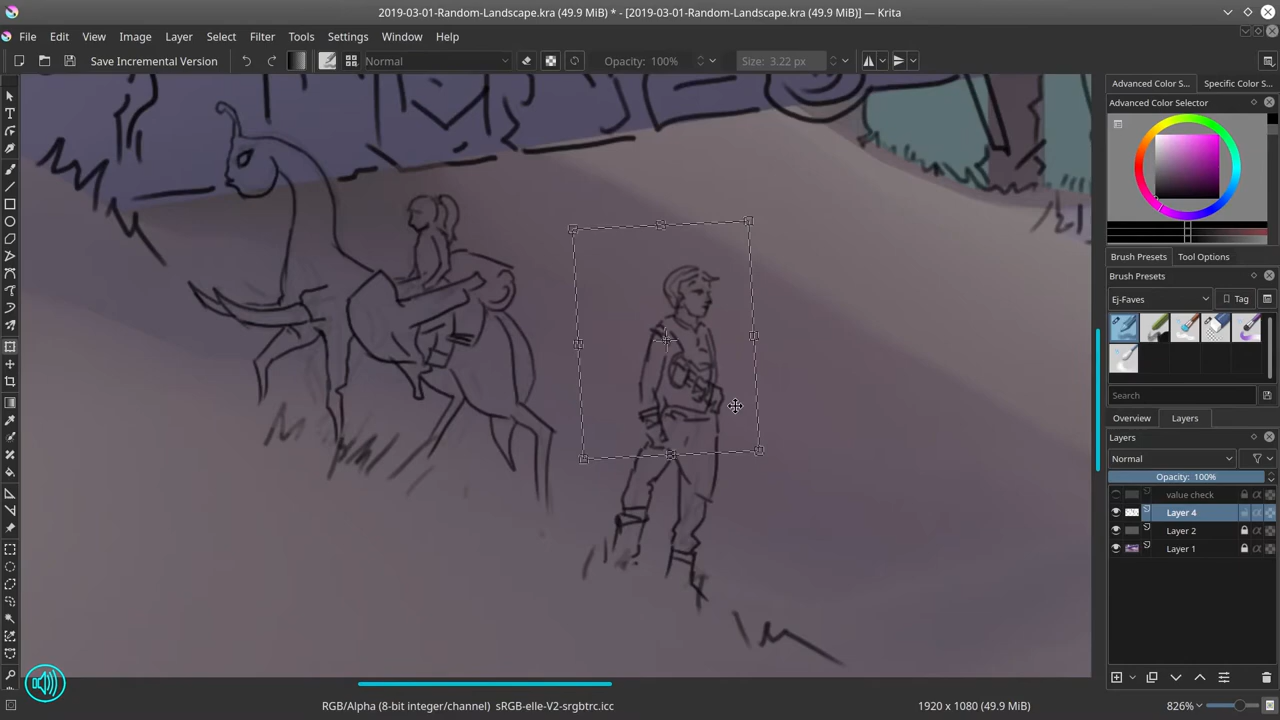 2019-03-01-Random-Landscape.kra (49.9 MiB) * - [2019-03-01-Random-Landscape.kra (49.9 MiB)] — Krita
File Edit View Image Layer Select Filter Tools Settings Window Help
Save Incremental Version Normal Opacity: 100% Size: 3.22 px
Advanced Color S... Specific Color Sh...
Advanced Color Selector
Brush Presets Tool Options
Brush Presets
Ej-Faves Tag
Search
Overview Layers
Layers
Normal
Opacity: 100%
value check
Layer 4
Layer 2
Layer 1
RGB/Alpha (8-bit integer/channel) sRGB-elle-V2-srgbtrc.icc 1920 x 1080 (49.9 MiB) 826%